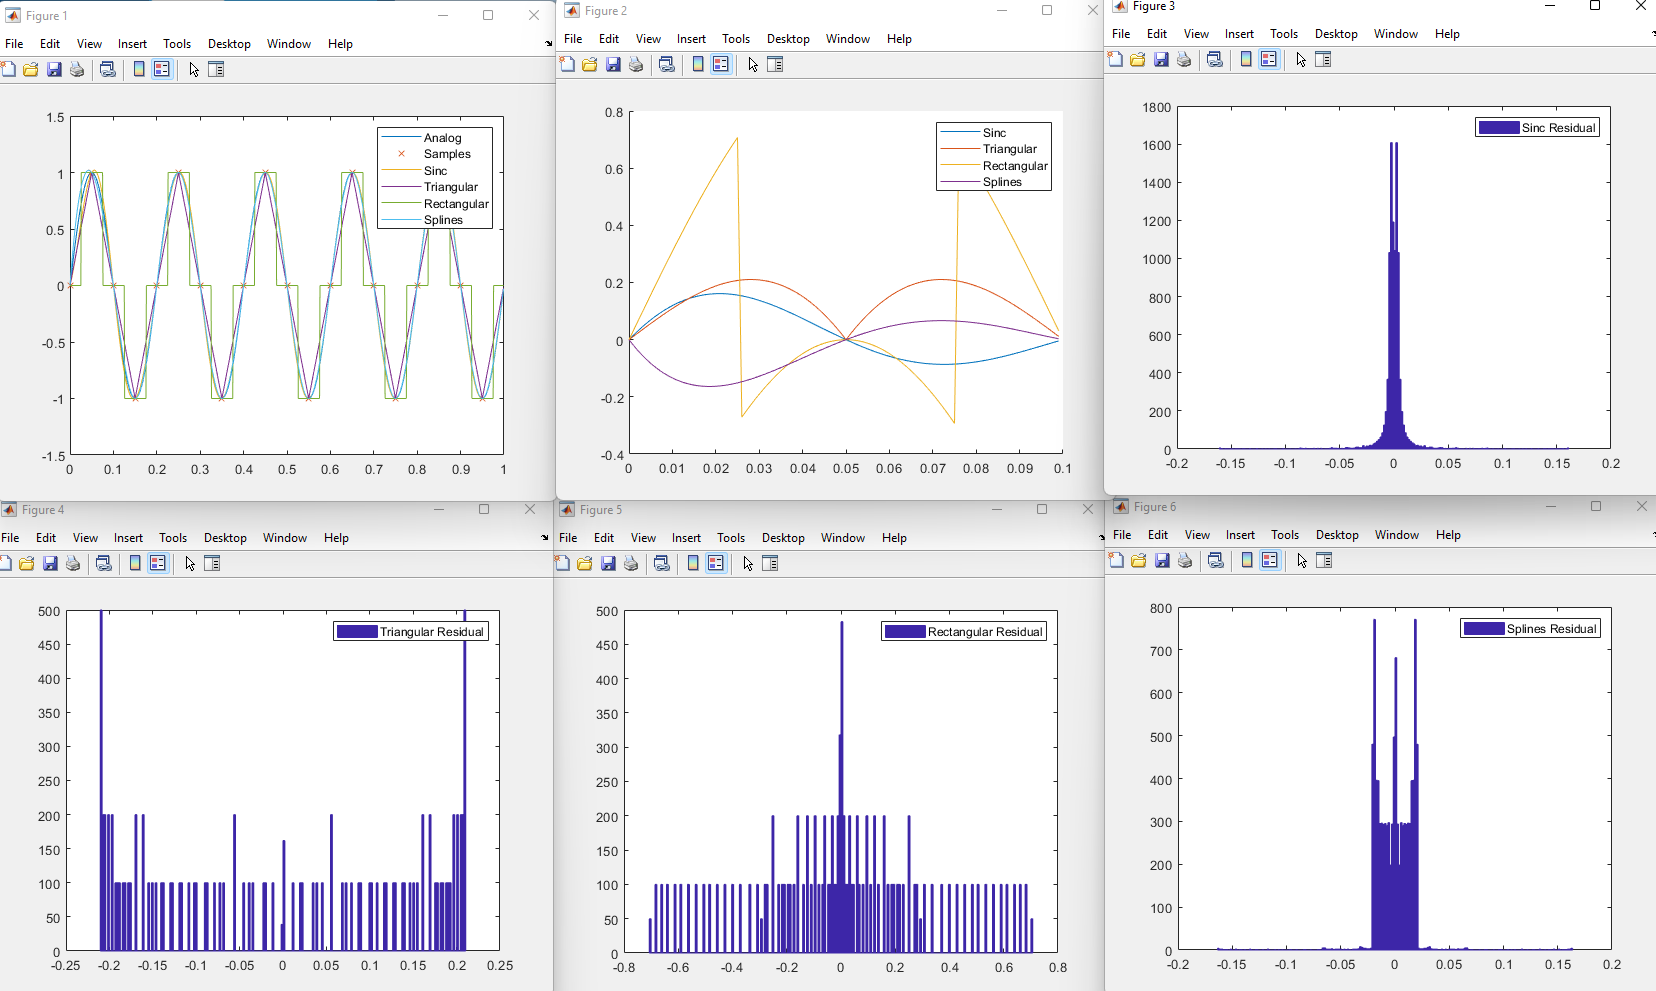 Figure 1
File Edit View Insert Tools Desktop Window Help
1.5
1
0.5
0
-0.5
-1
-1.5
0 0.1 0.2 0.3 0.4 0.5 0.6 0.7 0.8 0.9 1
Analog
Samples
Sinc
Triangular
Rectangular
Splines
Figure 2
File Edit View Insert Tools Desktop Window Help
0.8
0.6
0.4
0.2
0
-0.2
-0.4
0 0.01 0.02 0.03 0.04 0.05 0.06 0.07 0.08 0.09 0.1
Sinc
Triangular
Rectangular
Splines
Figure 3
File Edit View Insert Tools Desktop Window Help
1800
1600
1400
1200
1000
800
600
400
200
0
-0.2 -0.15 -0.1 -0.05 0 0.05 0.1 0.15 0.2
Sinc Residual
Figure 4
File Edit View Insert Tools Desktop Window Help
500
450
400
350
300
250
200
150
100
50
0
-0.25 -0.2 -0.15 -0.1 -0.05 0 0.05 0.1 0.15 0.2 0.25
Triangular Residual
Figure 5
File Edit View Insert Tools Desktop Window Help
500
450
400
350
300
250
200
150
100
50
0
-0.8 -0.6 -0.4 -0.2 0 0.2 0.4 0.6 0.8
Rectangular Residual
Figure 6
File Edit View Insert Tools Desktop Window Help
800
700
600
500
400
300
200
100
0
-0.2 -0.15 -0.1 -0.05 0 0.05 0.1 0.15 0.2
Splines Residual